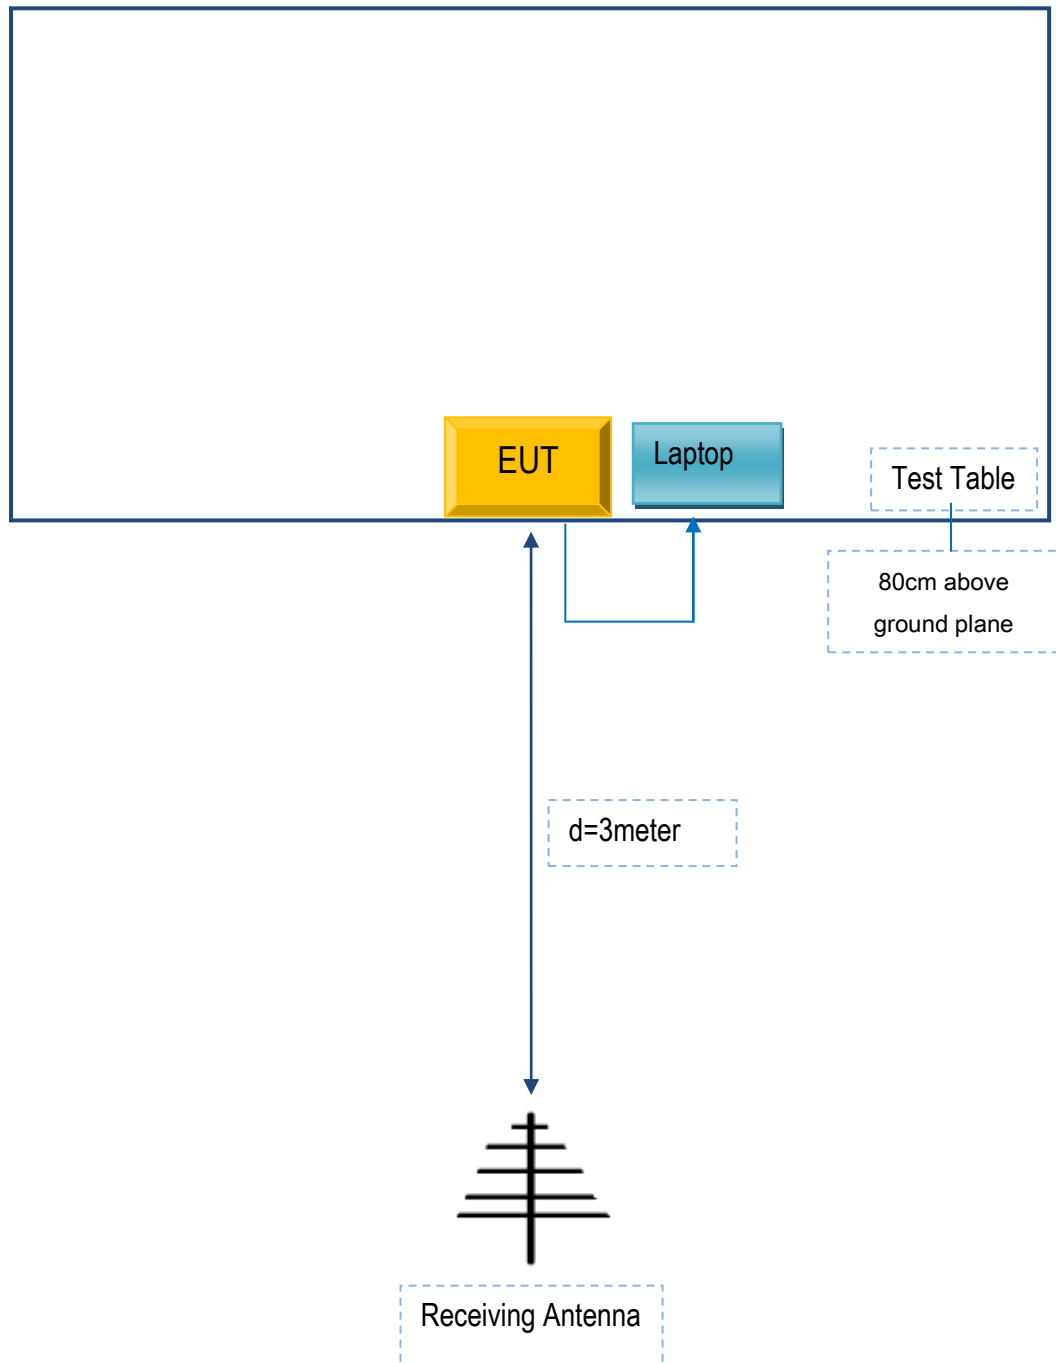 EUT
Laptop
Test Table
80cm above
ground plane
d=3meter
Receiving Antenna